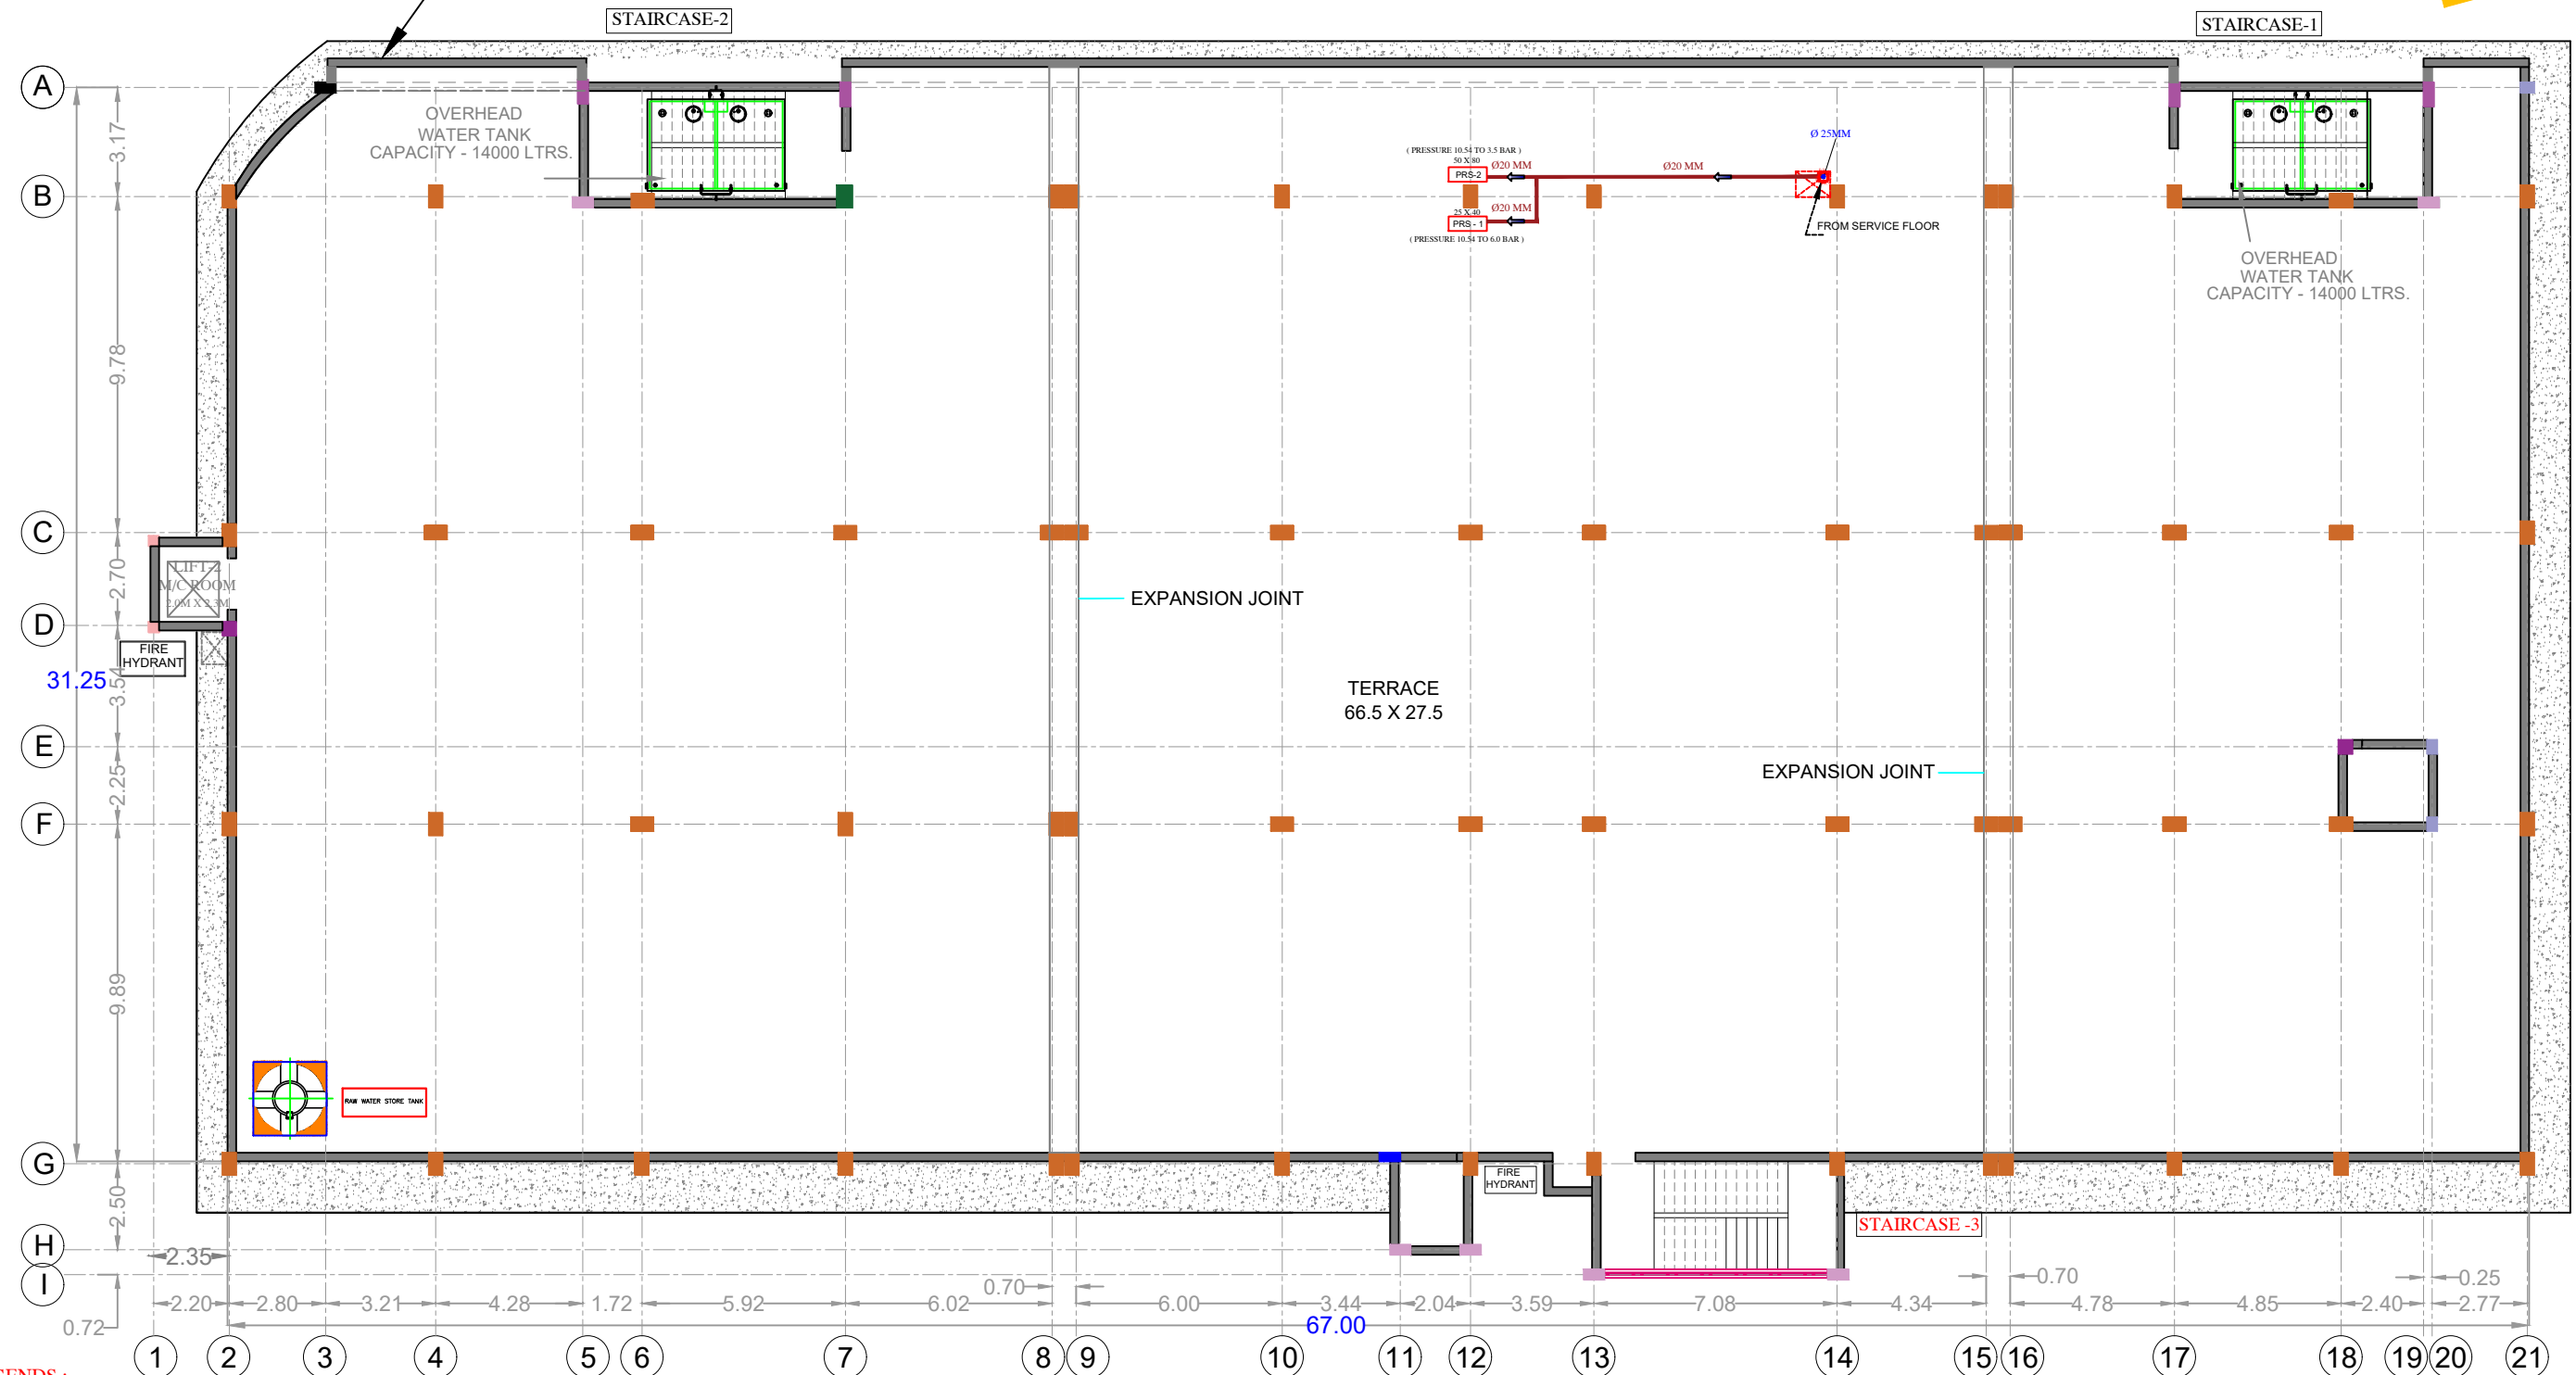 STAIRCASE-2
STAIRCASE-1
A
3.17
OVERHEAD
WATER TANK
CAPACITY - 14000 LTRS.
( PRESSURE 10.54 TO 3.5 BAR )
50 X 80
PRS-2
Ø20 MM
Ø20 MM
Ø 25MM
25 X 40
PRS - 1
Ø20 MM
( PRESSURE 10.54 TO 6.0 BAR )
FROM SERVICE FLOOR
OVERHEAD
WATER TANK
CAPACITY - 14000 LTRS.
B
9.78
C
2.70
LIFT-2
M/C ROOM
2.0M X 2.3M
EXPANSION JOINT
D
FIRE
HYDRANT
31.25
3.54
TERRACE
66.5 X 27.5
E
2.25
EXPANSION JOINT
F
9.89
RAW WATER STORE TANK
G
2.50
FIRE
HYDRANT
STAIRCASE -3
H
2.35
I
0.70
0.70
0.25
2.20
2.80
3.21
4.28
1.72
5.92
6.02
6.00
3.44
2.04
3.59
7.08
4.34
4.78
4.85
2.40
2.77
0.72
67.00
1 2 3 4 5 6 7 8 9 10 11 12 13 14 15 16 17 18 19 20 21